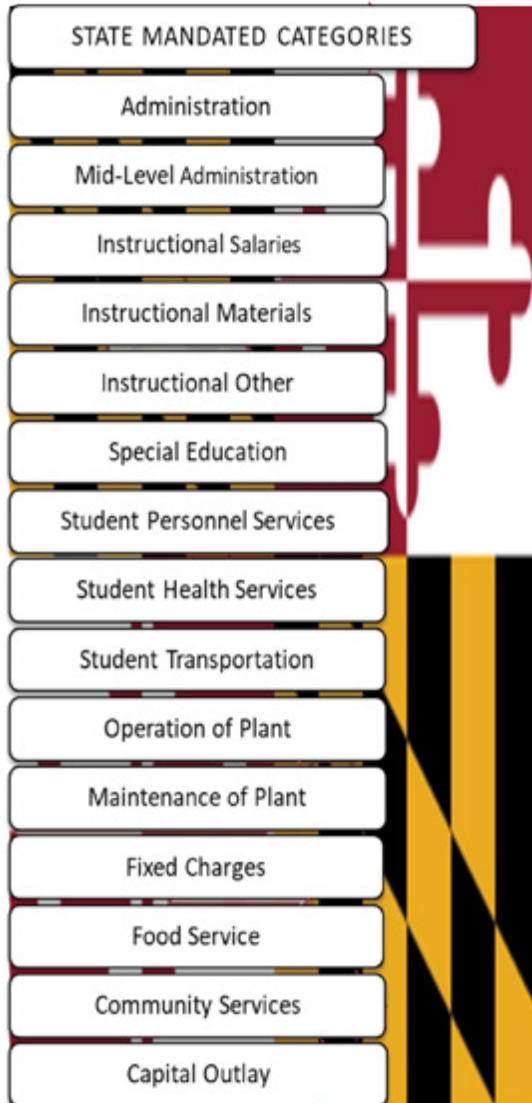 STATE MANDATED CATEGORIES
Administration
Mid-Level Administration
Instructional Salaries
Instructional Materials
Instructional Other
Special Education
Student Personnel Services
Student Health Services
Student Transportation
Operation of Plant
Maintenance of Plant
Fixed Charges
Food Service
Community Services
Capital Outlay